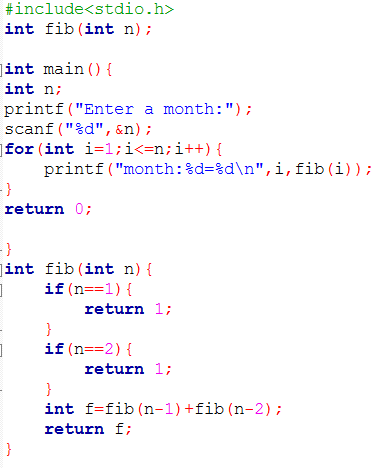 #include<stdio.h>
int fib(int n);

int main(){
int n;
printf("Enter a month:");
scanf("%d",&n);
for(int i=1;i<=n;i++){
    printf("month:%d=%d\n",i,fib(i));
}
return 0;

}
int fib(int n){
    if(n==1){
        return 1;
    }
    if(n==2){
        return 1;
    }
    int f=fib(n-1)+fib(n-2);
    return f;
}